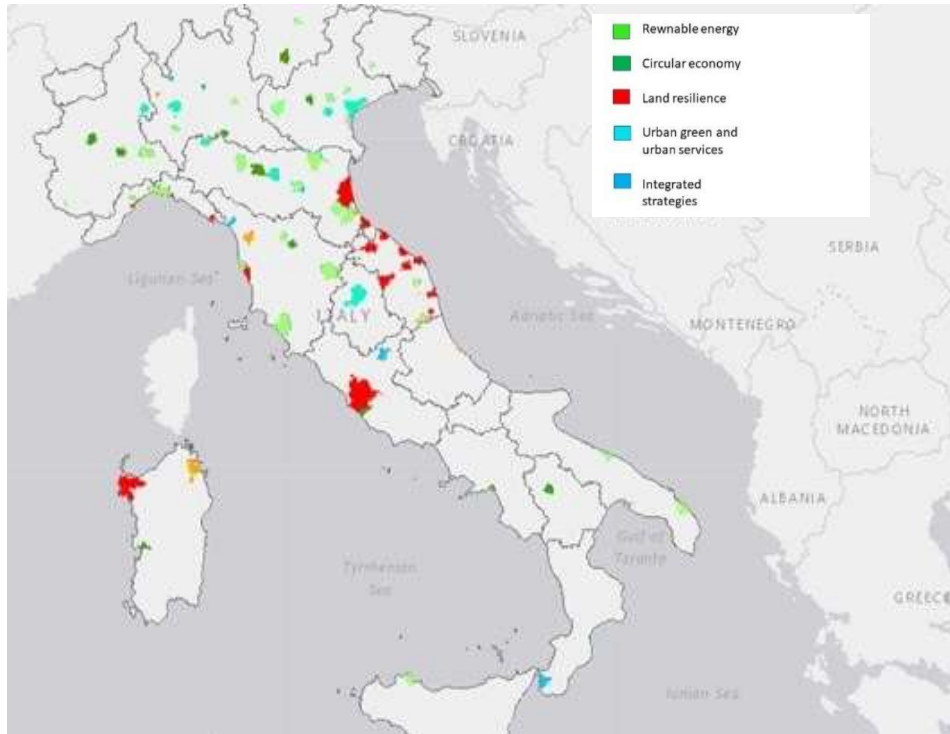 SLOVENIA
CROATIA
Rewnable energy
Circular economy
Land resilience
Urban green and
urban services
Integrated
strategies
SERBIA
Ligurian Sea
ITALY
Adriatic Sea
MONTENEGRO
NORTH
MACEDONIA
ALBANIA
Gulf of
Taranto
Tyrrhenian
Sea
GREECE
Ionian Sea